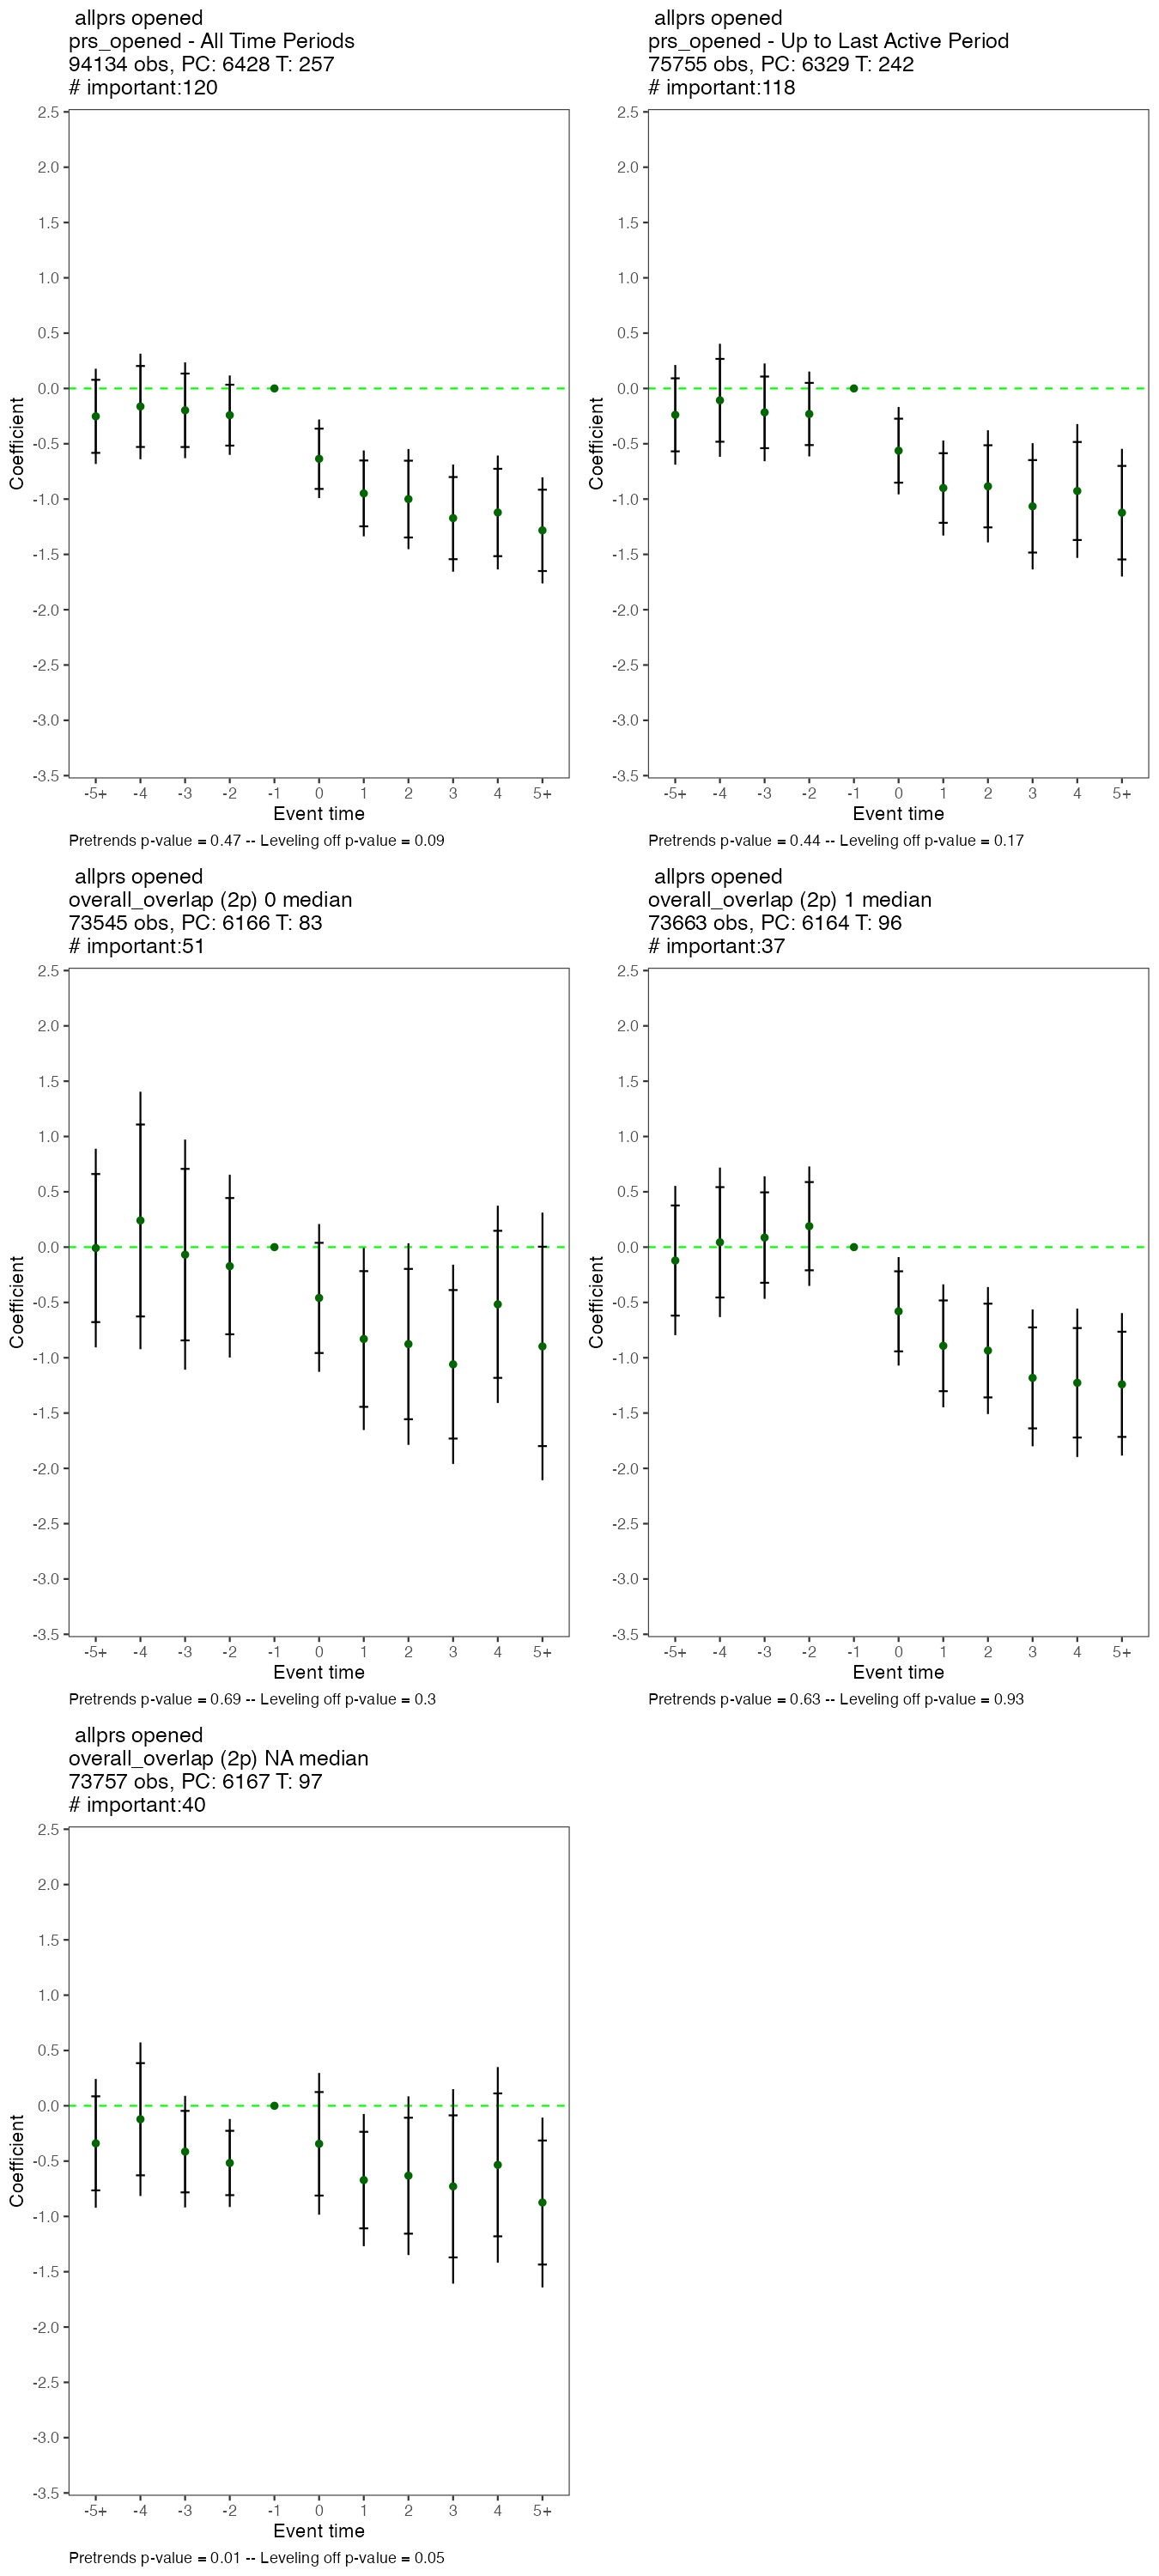 allprs opened
prs_opened - All Time Periods
94134 obs, PC: 6428 T: 257
# important:120
2.5
2.0
1.5
1.0
0.5
0.0
-0.5
-1.0
-1.5
-2.0
-2.5
-3.0
-3.5
Coefficient
-5+ -4 -3 -2 -1 0 1 2 3 4 5+
Event time
Pretrends p-value = 0.47 -- Leveling off p-value = 0.09
allprs opened
prs_opened - Up to Last Active Period
75755 obs, PC: 6329 T: 242
# important:118
2.5
2.0
1.5
1.0
0.5
0.0
-0.5
-1.0
-1.5
-2.0
-2.5
-3.0
-3.5
Coefficient
-5+ -4 -3 -2 -1 0 1 2 3 4 5+
Event time
Pretrends p-value = 0.44 -- Leveling off p-value = 0.17
allprs opened
overall_overlap (2p) 0 median
73545 obs, PC: 6166 T: 83
# important:51
2.5
2.0
1.5
1.0
0.5
0.0
-0.5
-1.0
-1.5
-2.0
-2.5
-3.0
-3.5
Coefficient
-5+ -4 -3 -2 -1 0 1 2 3 4 5+
Event time
Pretrends p-value = 0.69 -- Leveling off p-value = 0.3
allprs opened
overall_overlap (2p) 1 median
73663 obs, PC: 6164 T: 96
# important:37
2.5
2.0
1.5
1.0
0.5
0.0
-0.5
-1.0
-1.5
-2.0
-2.5
-3.0
-3.5
Coefficient
-5+ -4 -3 -2 -1 0 1 2 3 4 5+
Event time
Pretrends p-value = 0.63 -- Leveling off p-value = 0.93
allprs opened
overall_overlap (2p) NA median
73757 obs, PC: 6167 T: 97
# important:40
2.5
2.0
1.5
1.0
0.5
0.0
-0.5
-1.0
-1.5
-2.0
-2.5
-3.0
-3.5
Coefficient
-5+ -4 -3 -2 -1 0 1 2 3 4 5+
Event time
Pretrends p-value = 0.01 -- Leveling off p-value = 0.05